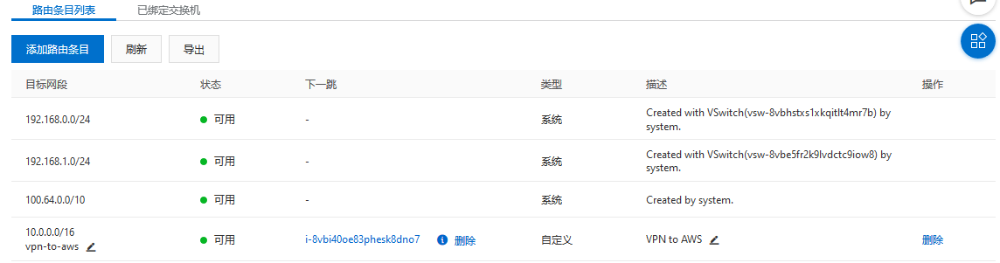 路由条目列表 已绑定交换机
添加路由条目 刷新 导出
目标网段 状态 下一跳 类型 描述 操作
192.168.0.0/24 可用 - 系统 Created with VSwitch(vsw-8vbhstxs1xkqitlt4mr7b) by
system.
192.168.1.0/24 可用 - 系统 Created with VSwitch(vsw-8vbe5fr2k9lvdctc9iow8) by
system.
100.64.0.0/10 可用 - 系统 Created by system.
10.0.0.0/16
vpn-to-aws 可用 i-8vbi40oe83phesk8dno7 删除 自定义 VPN to AWS 删除